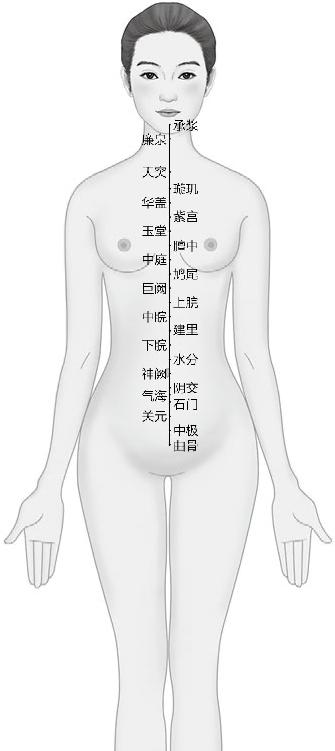 承浆
廉泉
天突
璇玑
华盖
紫宫
玉堂
膻中
中庭
鸠尾
巨阙
上脘
中脘
建里
下脘
水分
神阙
阴交
气海
石门
关元
中极
曲骨